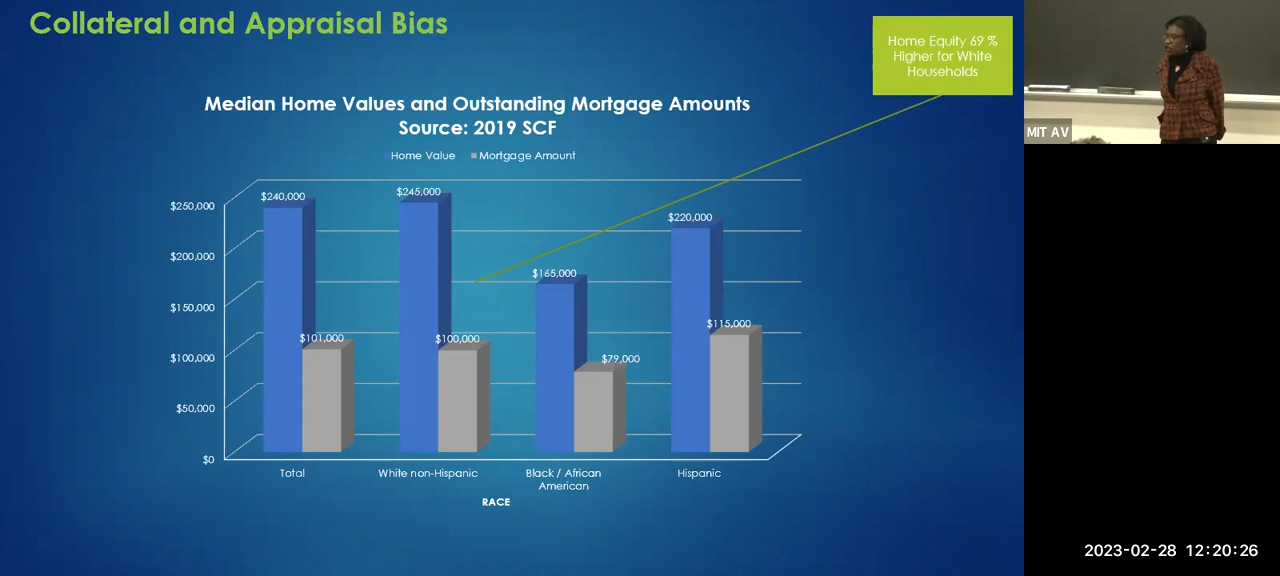 Collateral and Appraisal Bias
Home Equity 69 %
Higher for White
Households
Median Home Values and Outstanding Mortgage Amounts
Source: 2019 SCF
Home Value Mortgage Amount
$250,000
$200,000
$150,000
$100,000
$50,000
$0
$240,000
$101,000
$245,000
$100,000
$165,000
$79,000
$220,000
$115,000
Total
White non-Hispanic
Black / African
American
Hispanic
RACE
MIT AV
2023-02-28 12:20:26